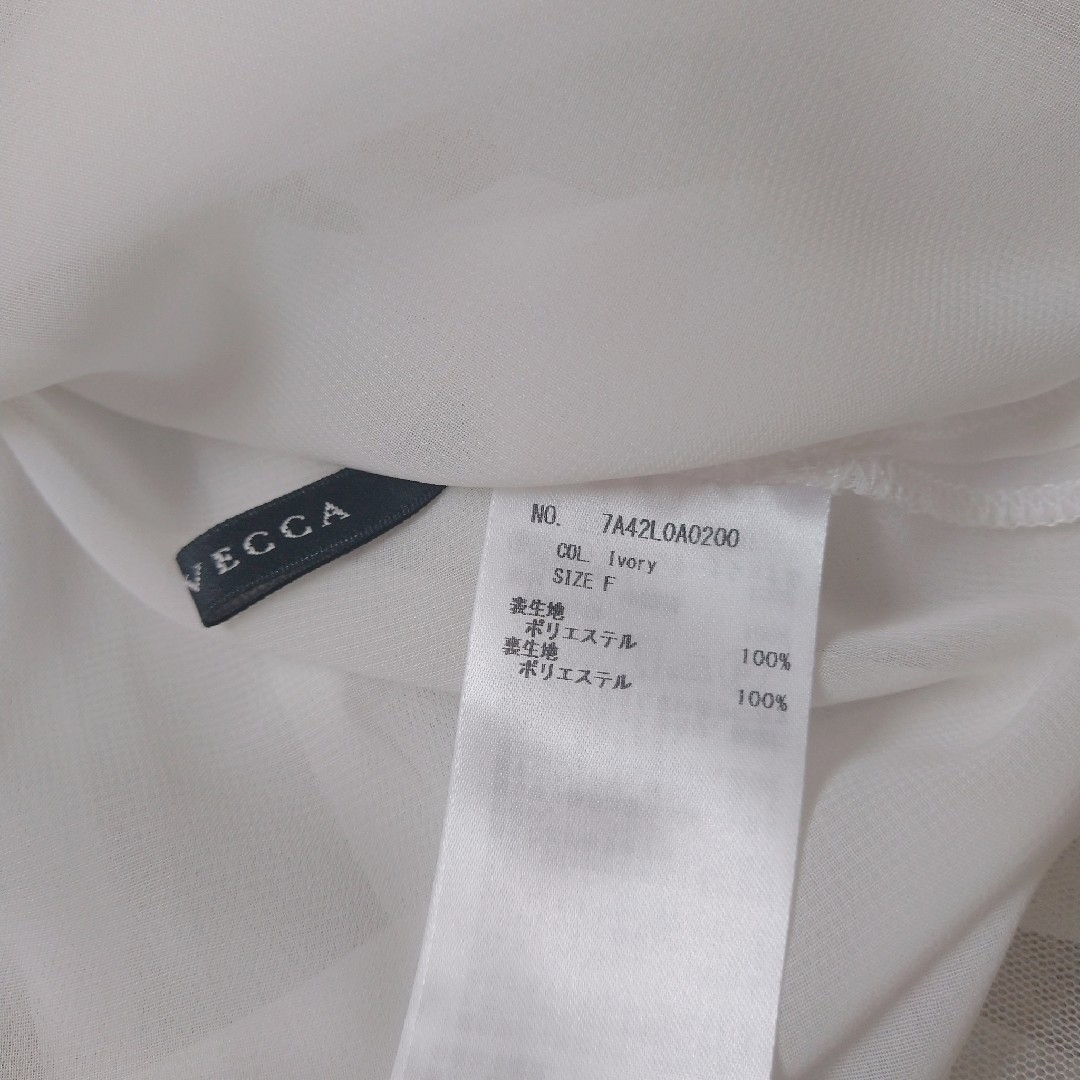 VECCA
NO. 7A42L0A0200
COL. Ivory
SIZE F
表生地
ポリエステル 100%
裏生地
ポリエステル 100%